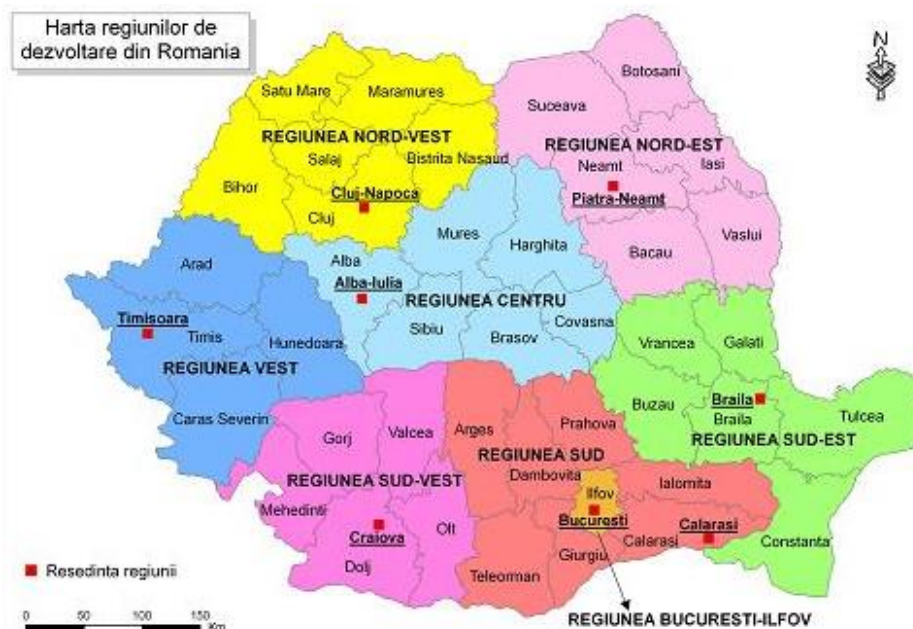 Harta regiunilor de
dezvoltare din Romania
N
Botosani
Satu Mare
Maramures
Suceava
REGIUNEA NORD-VEST
REGIUNEA NORD-EST
Salaj
Bistrita Nasaud
Neamt
Iasi
Bihor
Cluj-Napoca
Piatra-Neamt
Cluj
Mures
Harghita
Vaslui
Bacau
Arad
Alba
Alba-Iulia
REGIUNEA CENTRU
Timisoara
Timis
Hunedoara
Sibiu
Brasov
Covasna
Vrancea
Galati
REGIUNEA VEST
Braila
Buzau
Braila
Tulcea
Caras Severin
Gorj
Valcea
Arges
Prahova
REGIUNEA SUD-EST
REGIUNEA SUD
Dambovita
REGIUNEA SUD-VEST
Ilfov
Ialomita
Mehedinti
Craiova
Olt
Bucuresti
Calarasi
Calarasi
Constanta
Dolj
Giurgiu
Teleorman
Resedinta regiunii
REGIUNEA BUCURESTI-ILFOV
0 50 100 150
Km